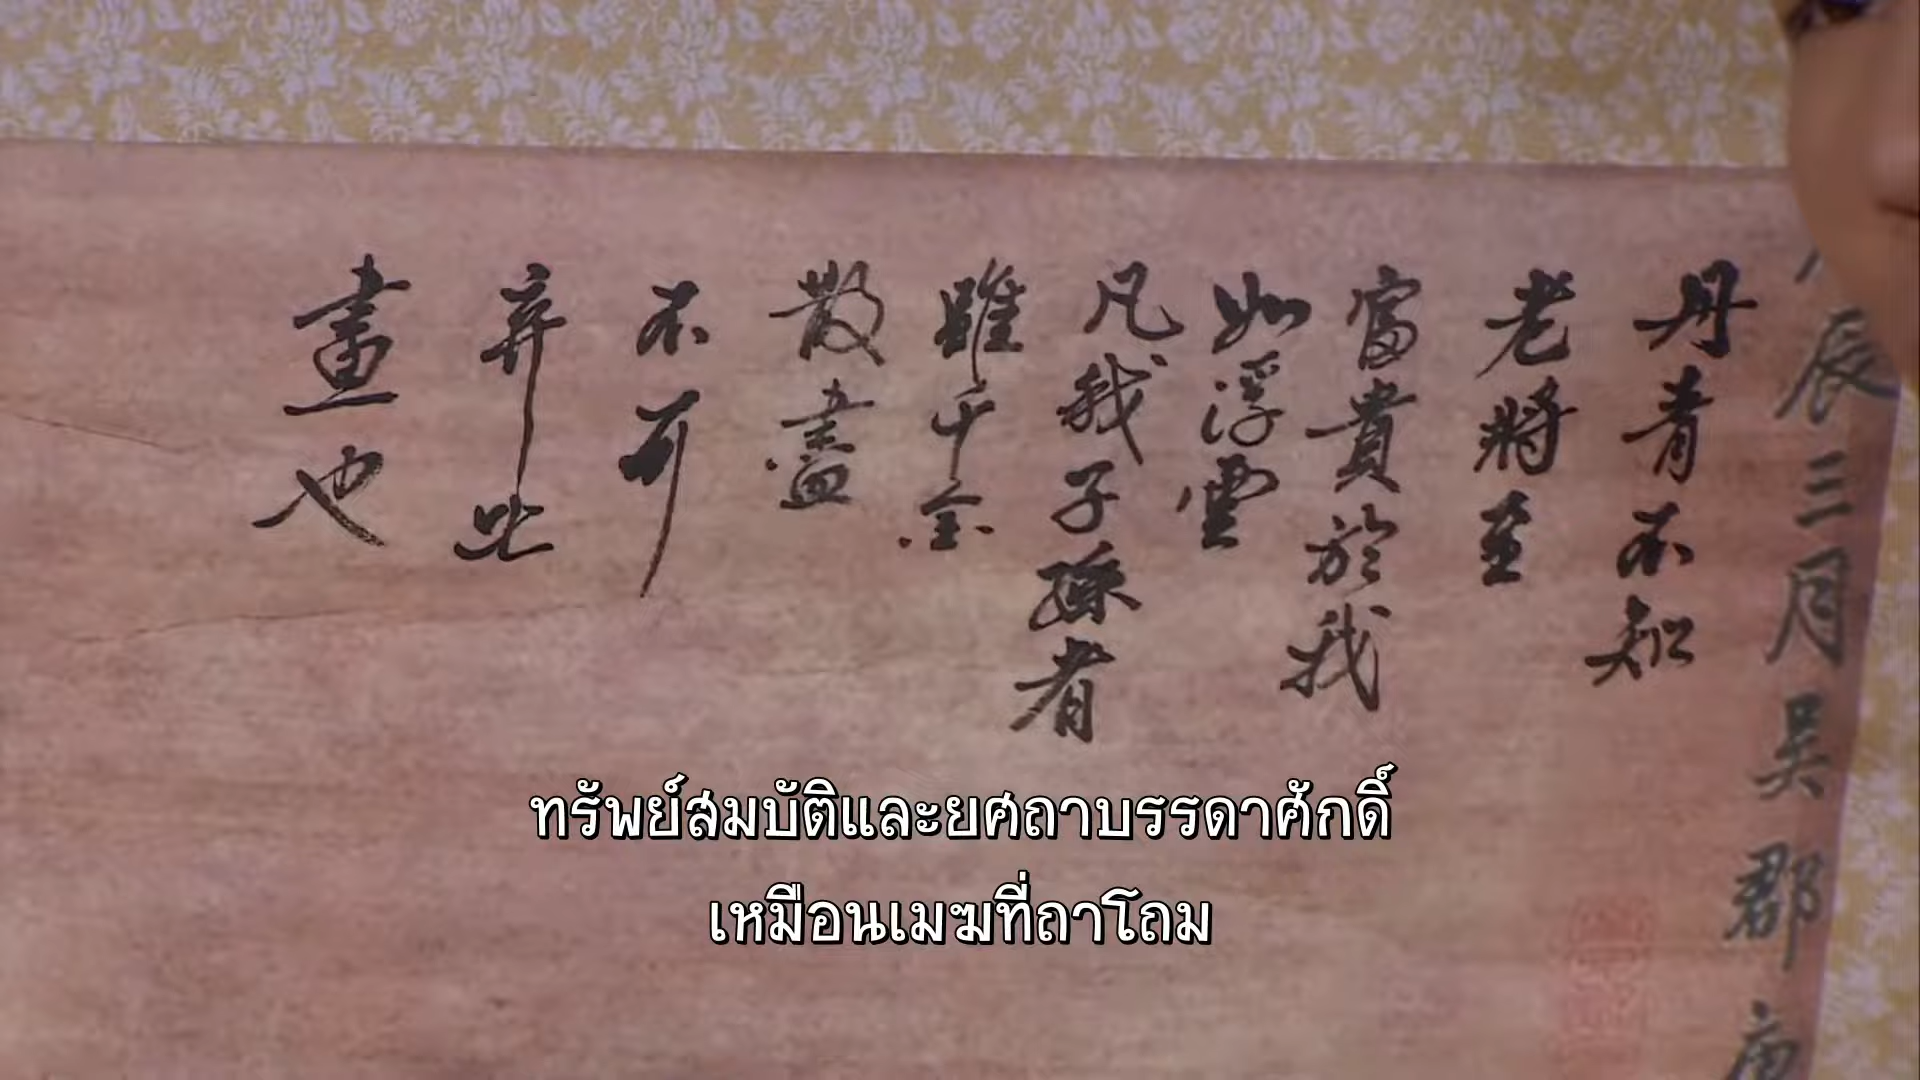 辰三月吳郡
丹青不知
老將至
富貴於我
如浮雲
凡我子孫者
雖千金
散盡
不可
弃此
畫也
ทรัพย์สมบัติและยศถาบรรดาศักดิ์
เหมือนเมฆที่ถาโถม